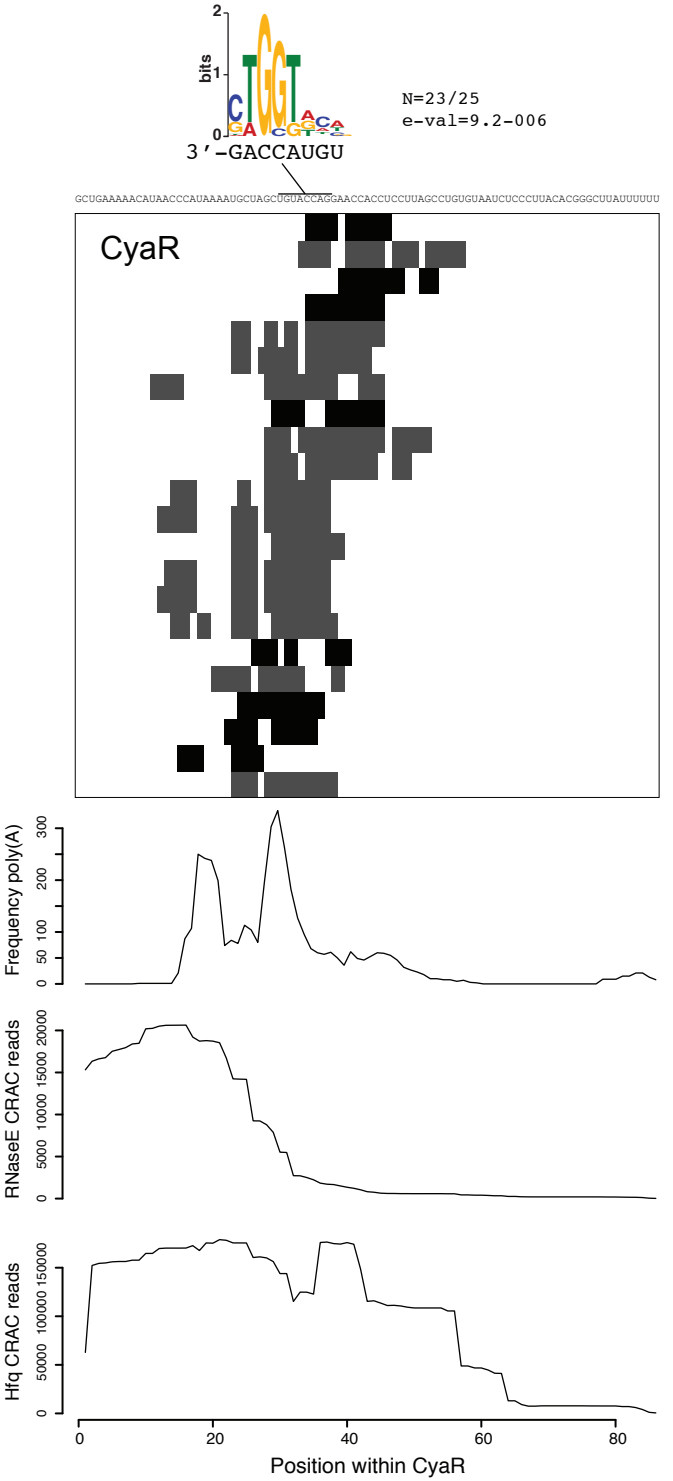 2
1
0
bits
N=23/25
e-val=9.2-006
3′-GACCAUGU
GCUGAAAAACAUAACCCAUAAAAUGCUAGCUGUACCAGGAACCACCUCCUUAGCCUGUGUAAUCUCCCUUACACGGGCUUAUUUUUU
CyaR
Frequency poly(A)
0 50 100 200 300
RNaseE CRAC reads
0 5000 10000 15000 20000
Hfq CRAC reads
0 50000 100000 150000
0 20 40 60 80
Position within CyaR